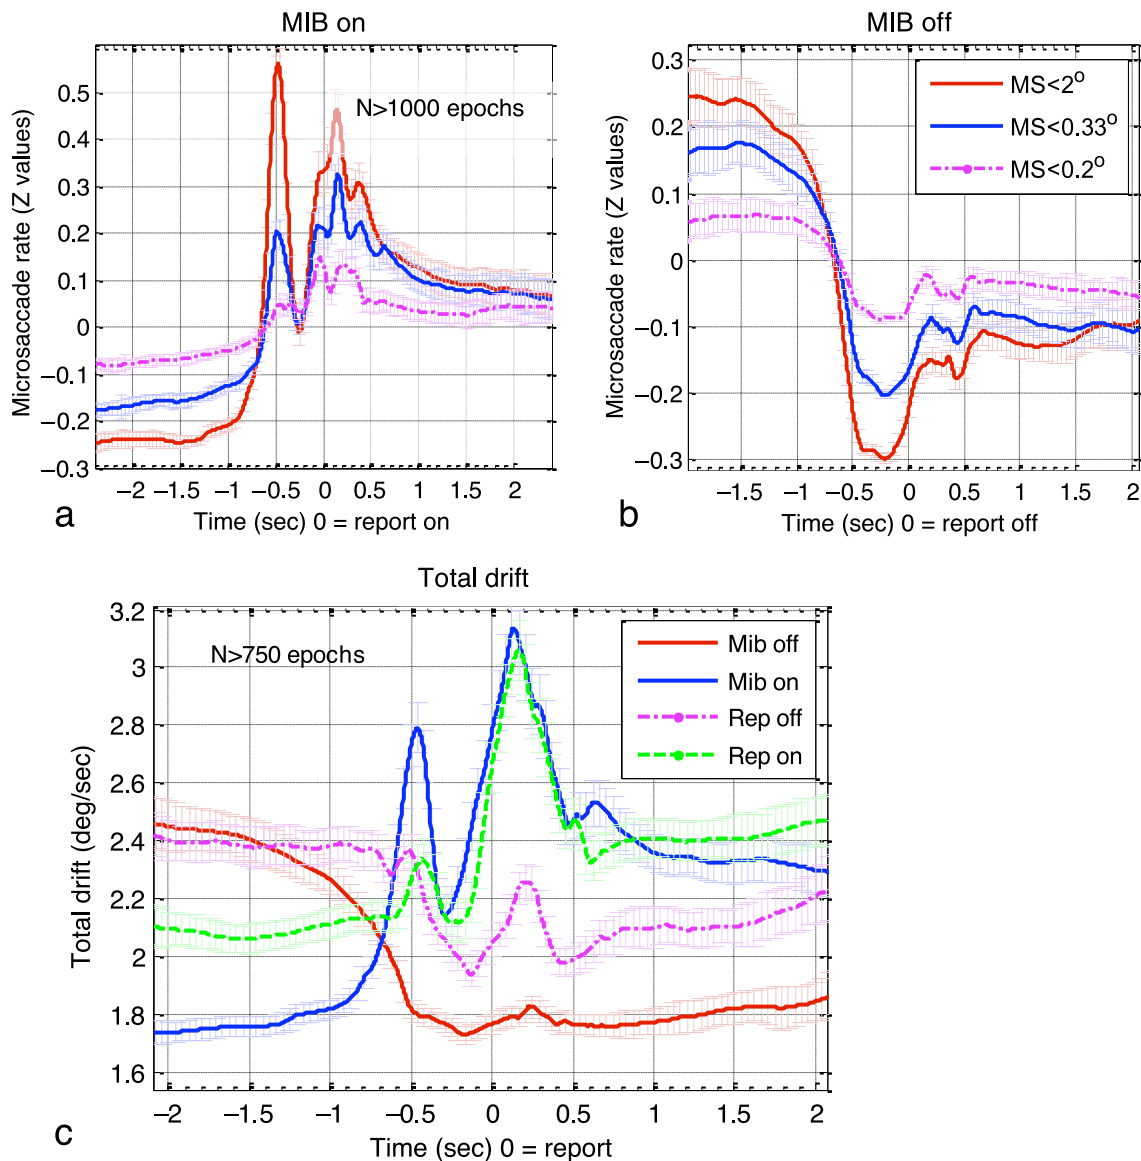 MIB on
N>1000 epochs
Microsaccade rate (Z values)
0.5
0.4
0.3
0.2
0.1
0
−0.1
−0.2
−0.3
−2 −1.5 −1 −0.5 0 0.5 1 1.5 2
Time (sec) 0 = report on
a
MIB off
MS<2o
MS<0.33o
MS<0.2o
Microsaccade rate (Z values)
0.3
0.2
0.1
0
−0.1
−0.2
−0.3
−1.5 −1 −0.5 0 0.5 1 1.5 2
Time (sec) 0 = report off
b
Total drift
N>750 epochs
Mib off
Mib on
Rep off
Rep on
Total drift (deg/sec)
3.2
3
2.8
2.6
2.4
2.2
2
1.8
1.6
−2 −1.5 −1 −0.5 0 0.5 1 1.5 2
Time (sec) 0 = report
c